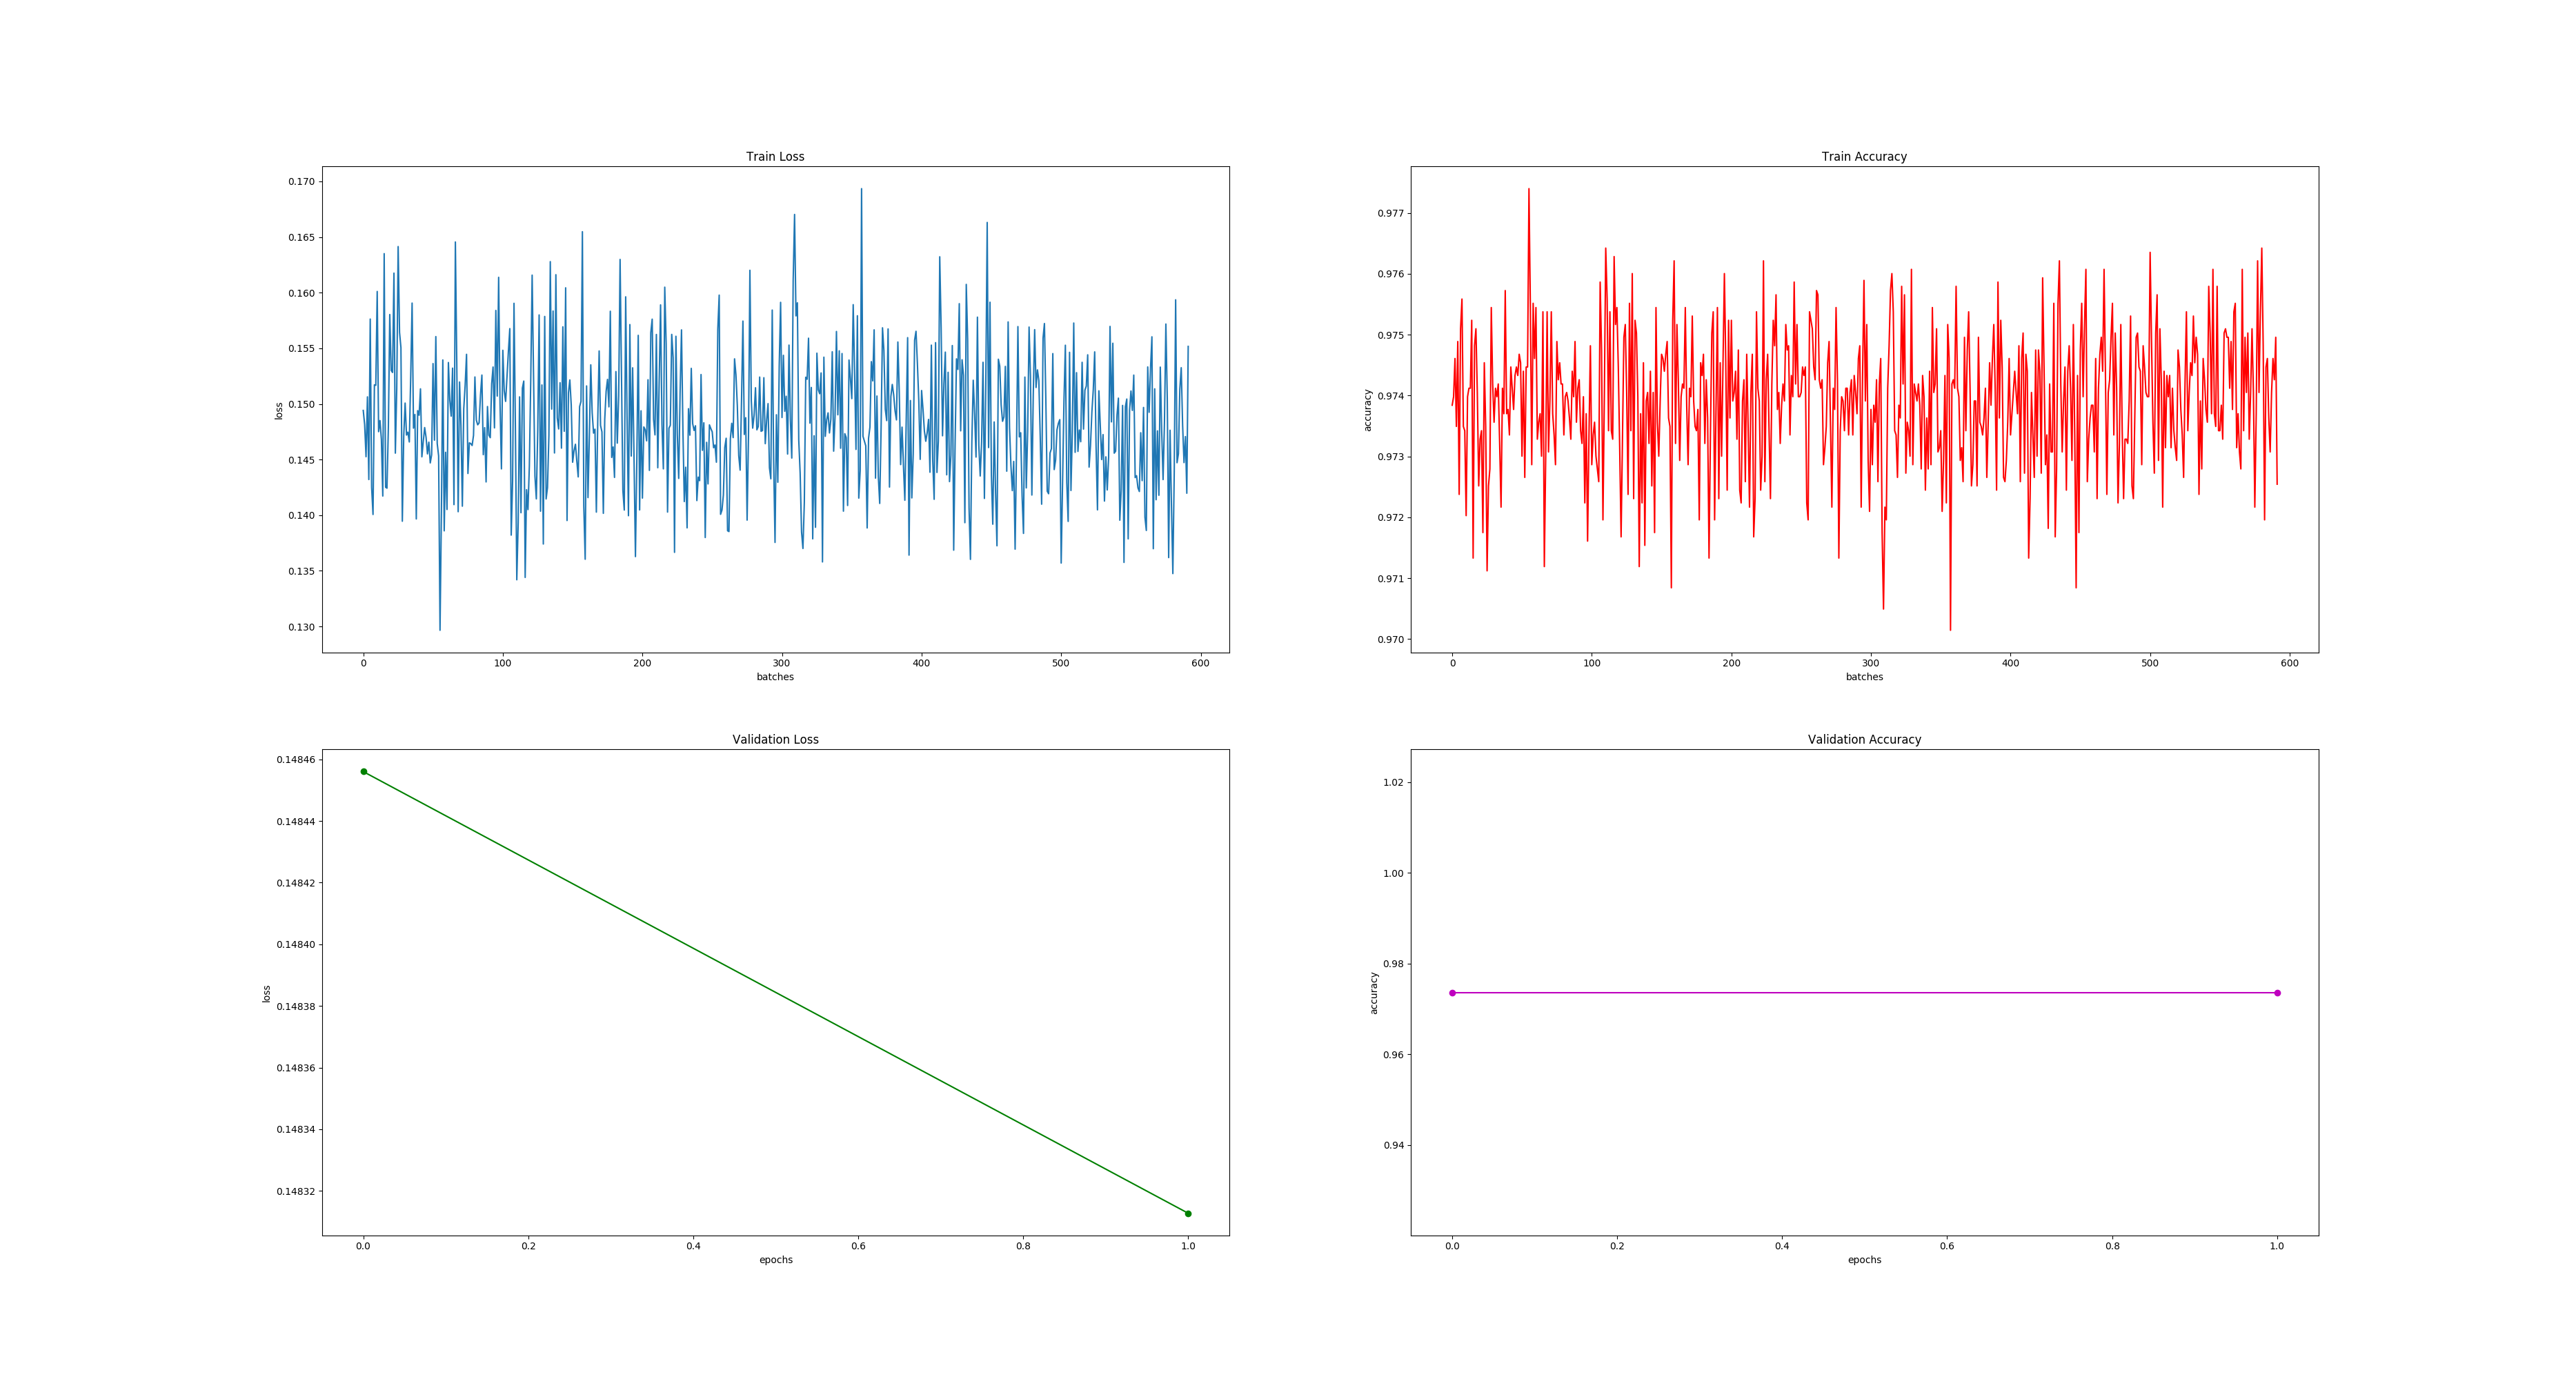 Train Loss
0.170
0.165
0.160
0.155
0.150
0.145
0.140
0.135
0.130
loss
0 100 200 300 400 500 600
batches
Train Accuracy
0.977
0.976
0.975
0.974
0.973
0.972
0.971
0.970
accuracy
0 100 200 300 400 500 600
batches
Validation Loss
0.14846
0.14844
0.14842
0.14840
0.14838
0.14836
0.14834
0.14832
loss
0.0 0.2 0.4 0.6 0.8 1.0
epochs
Validation Accuracy
1.02
1.00
0.98
0.96
0.94
accuracy
0.0 0.2 0.4 0.6 0.8 1.0
epochs